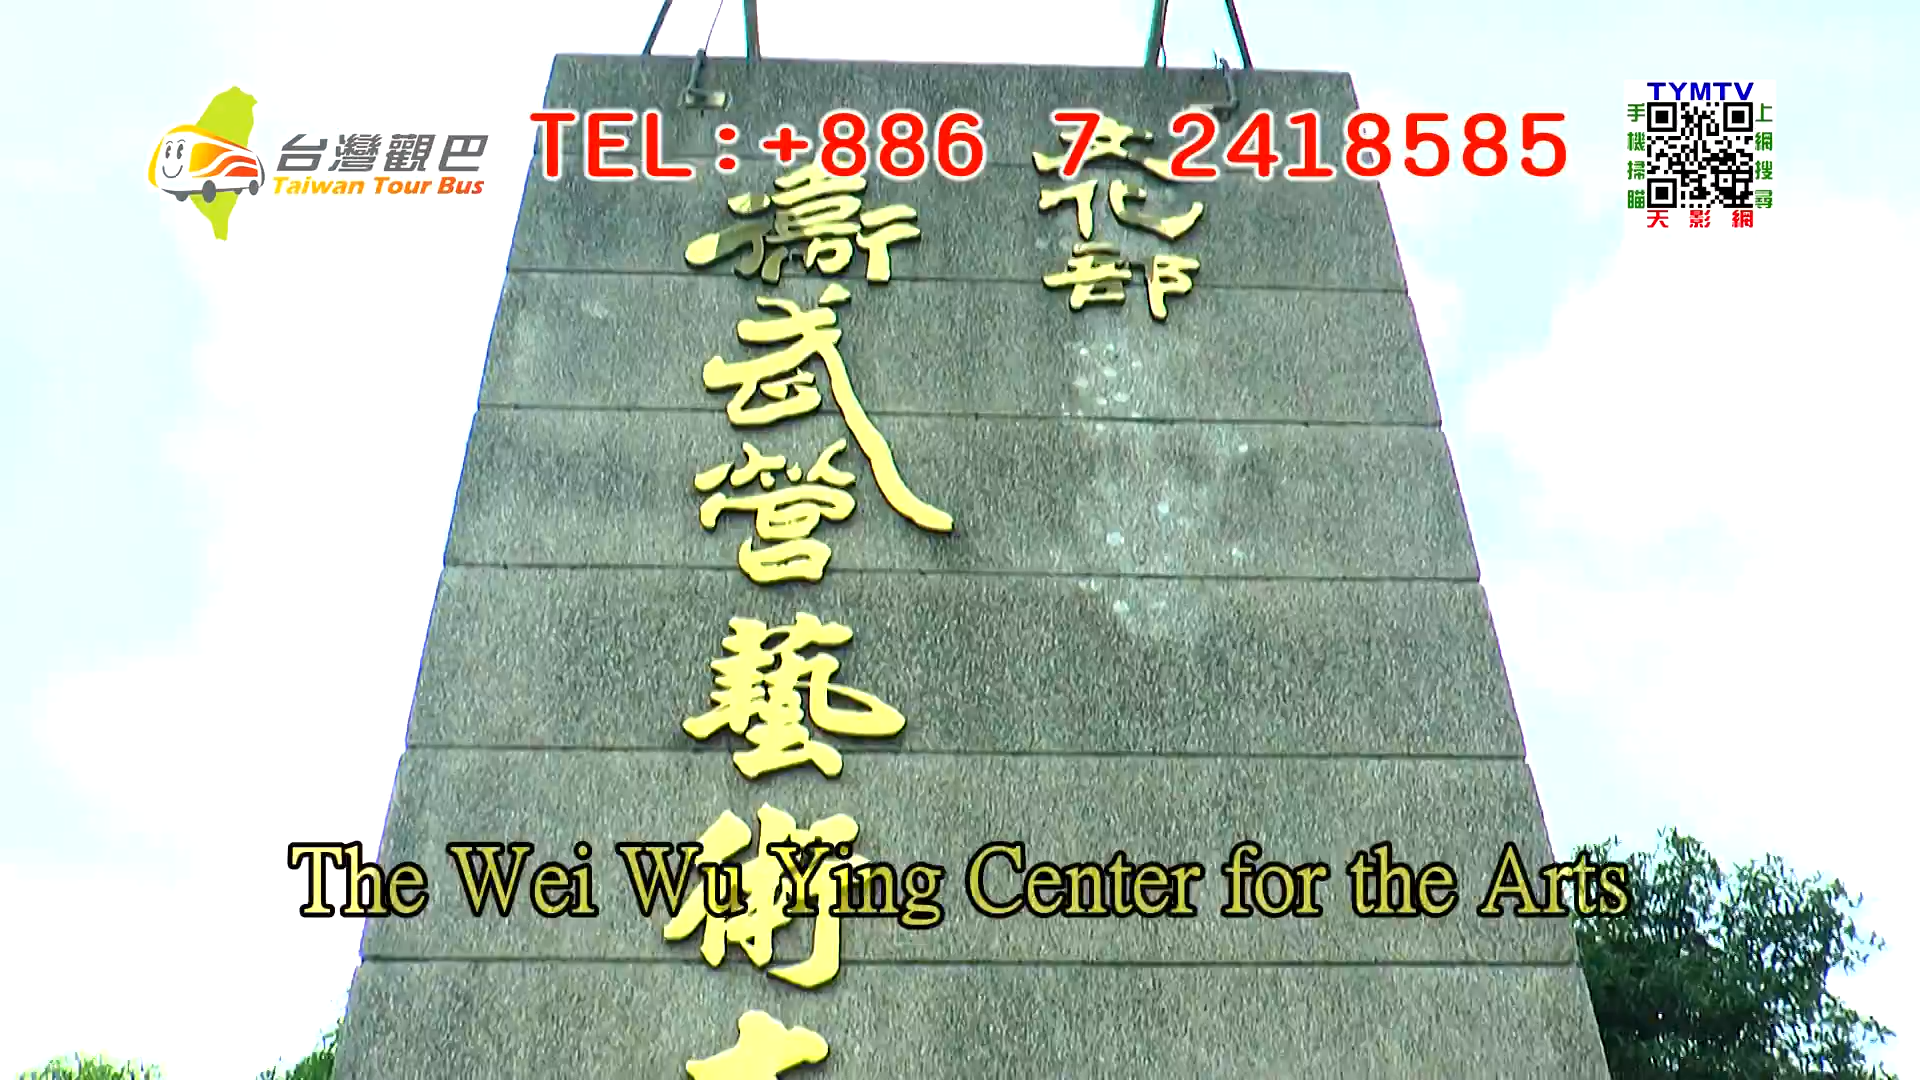 台灣觀巴
Taiwan Tour Bus
TEL:+886 7 2418585
TYMTV
手機掃瞄
上網搜尋
天影網
文化部
衛武營藝術
The Wei Wu Ying Center for the Arts